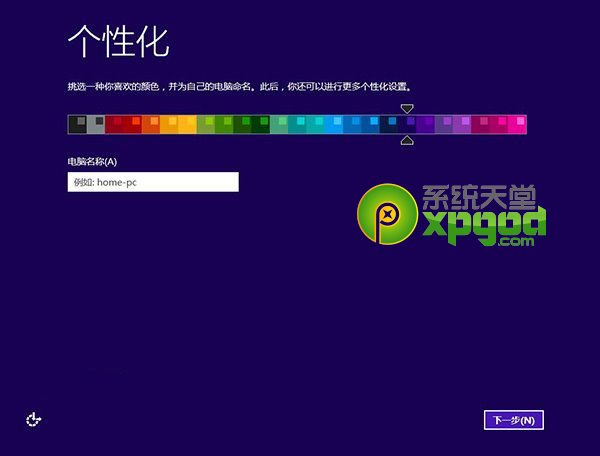 个性化
挑选一种你喜欢的颜色，并为自己的电脑命名。此后，你还可以进行更多个性化设置。
电脑名称(A)
例如: home-pc
系统天堂
xpgod
.com
下一步(N)